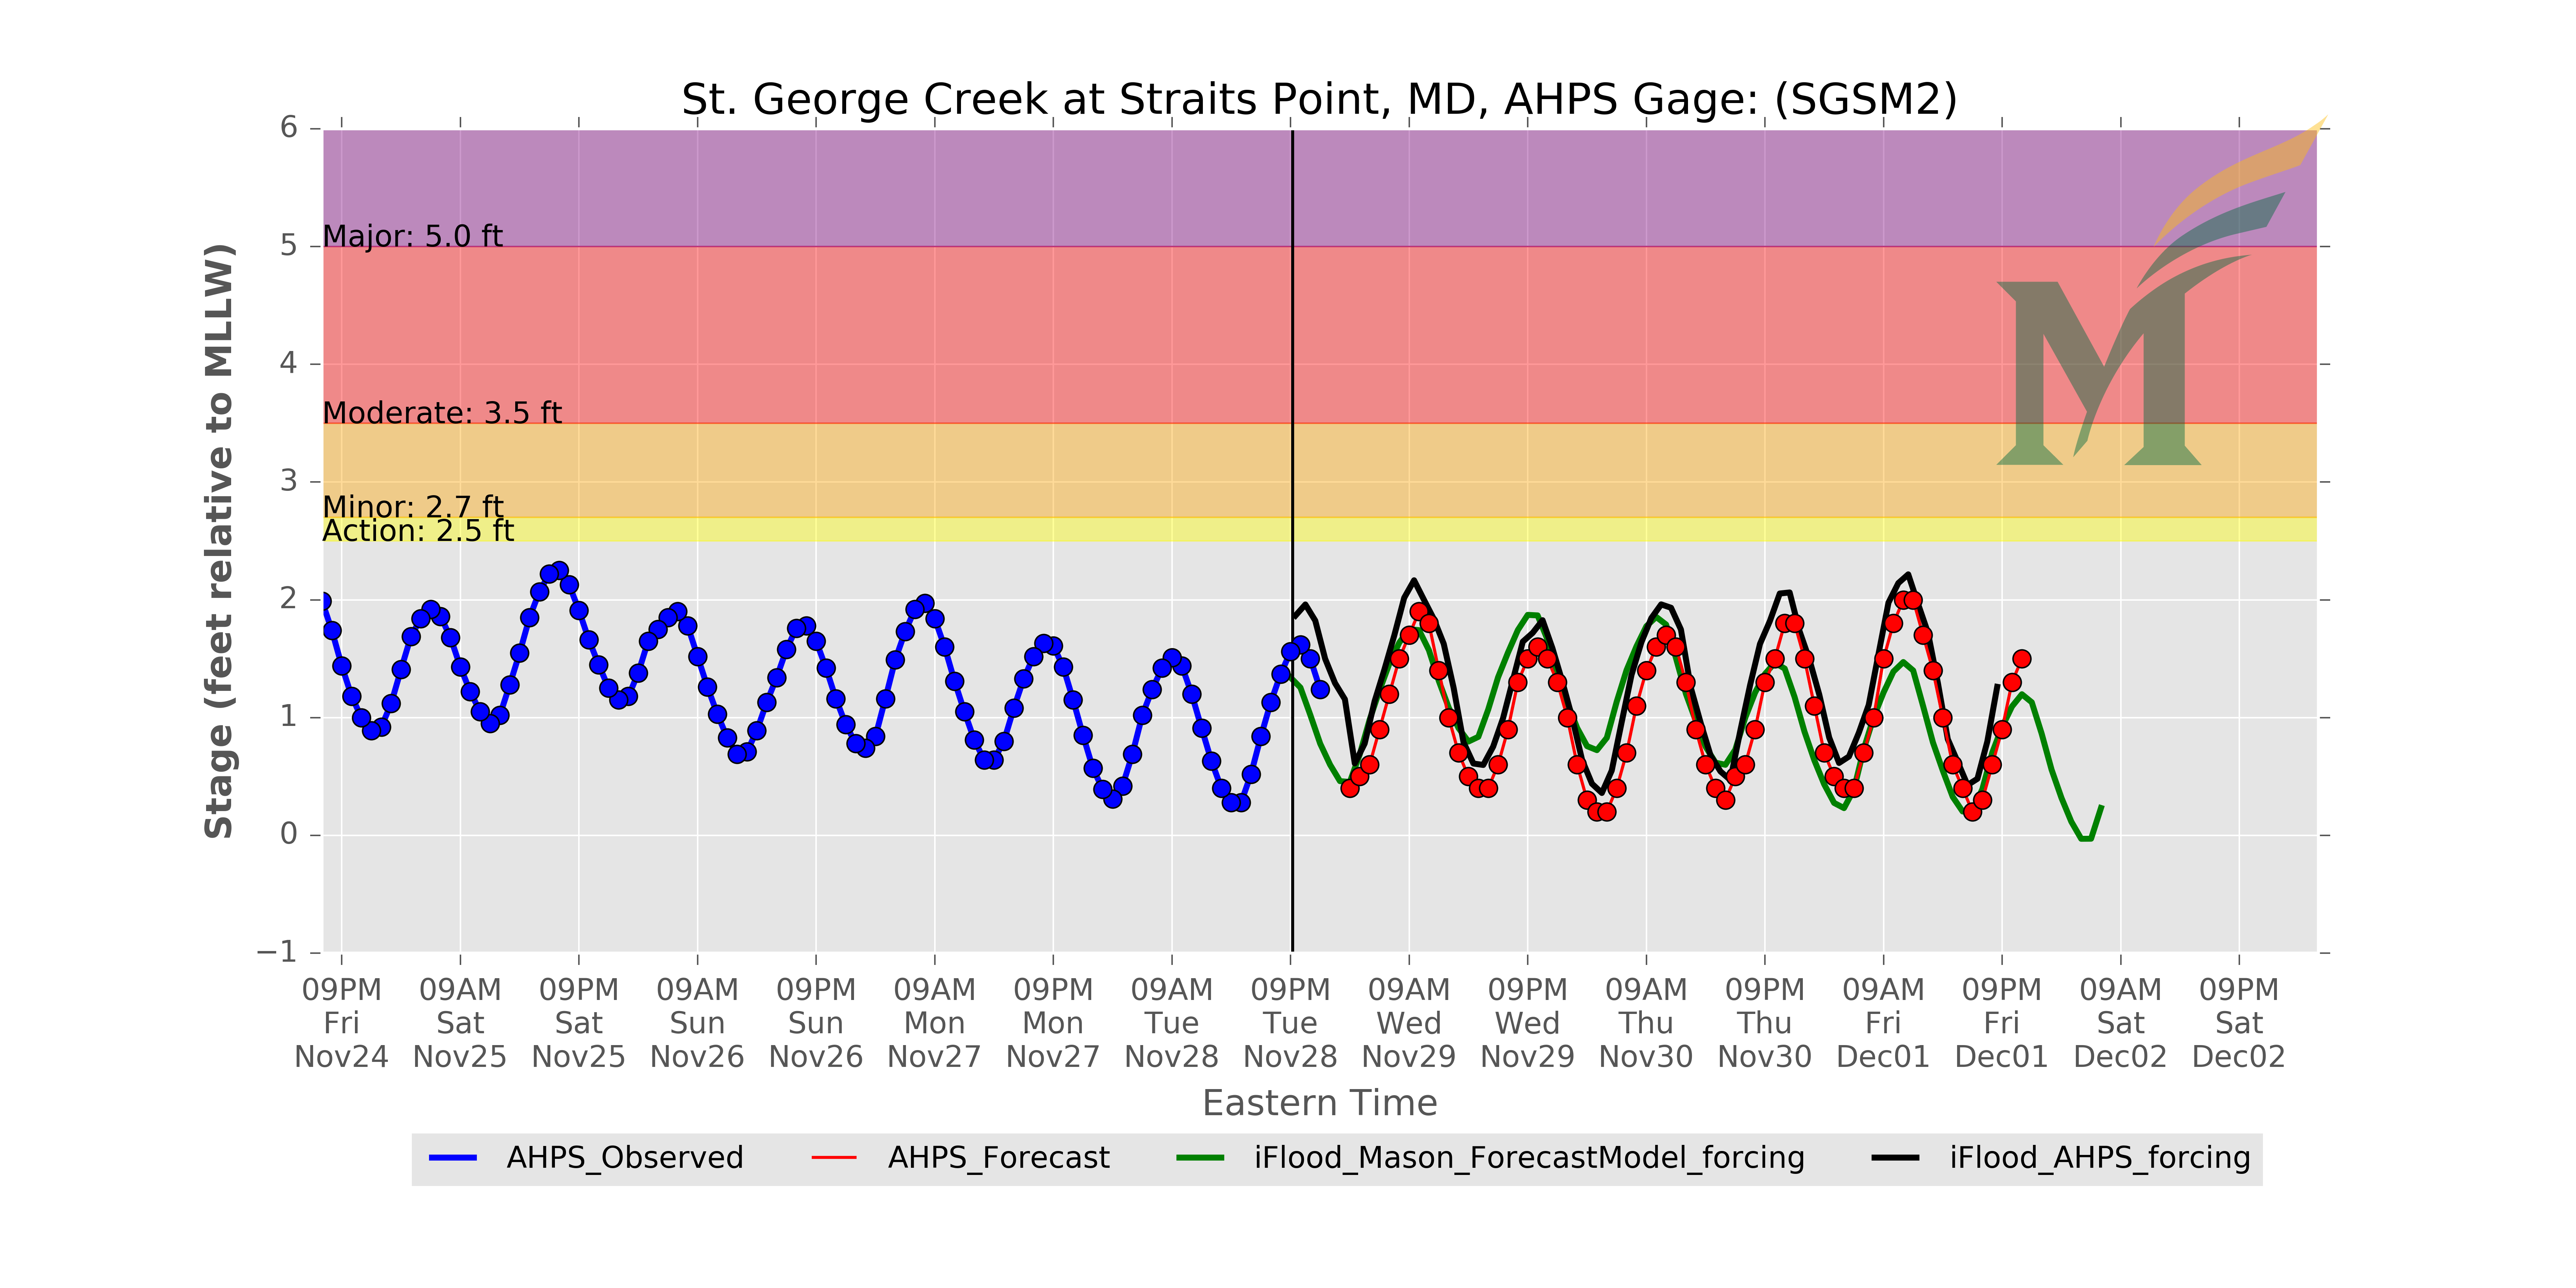 St. George Creek at Straits Point, MD, AHPS Gage: (SGSM2)
Stage (feet relative to MLLW)
6
5
4
3
2
1
0
−1
Major: 5.0 ft
Moderate: 3.5 ft
Minor: 2.7 ft
Action: 2.5 ft
M
09PM 09AM 09PM 09AM 09PM 09AM 09PM 09AM 09PM 09AM 09PM 09AM 09PM 09AM 09PM 09AM 09PM
Fri Sat Sat Sun Sun Mon Mon Tue Tue Wed Wed Thu Thu Fri Fri Sat Sat
Nov24 Nov25 Nov25 Nov26 Nov26 Nov27 Nov27 Nov28 Nov28 Nov29 Nov29 Nov30 Nov30 Dec01 Dec01 Dec02 Dec02
Eastern Time
AHPS_Observed AHPS_Forecast iFlood_Mason_ForecastModel_forcing iFlood_AHPS_forcing